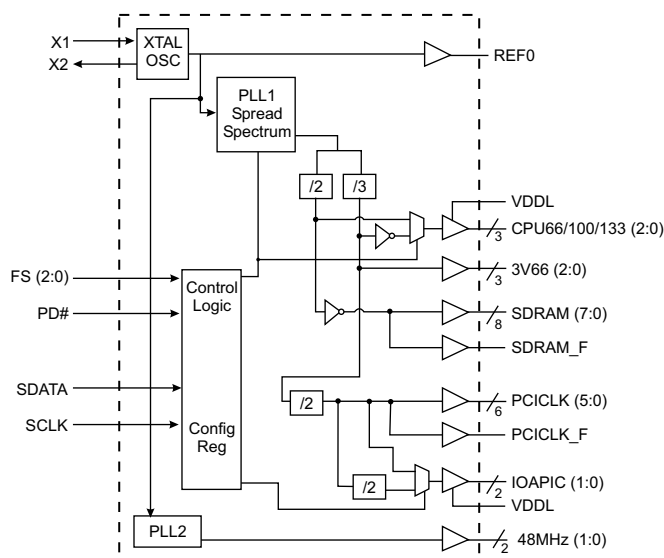 X1
X2
XTAL
OSC
REF0
PLL1
Spread
Spectrum
/2
/3
VDDL
CPU66/100/133 (2:0)
3
3V66 (2:0)
3
FS (2:0)
Control
Logic
PD#
SDRAM (7:0)
8
SDRAM_F
SDATA
/2
PCICLK (5:0)
6
SCLK
Config
Reg
PCICLK_F
/2
IOAPIC (1:0)
2
VDDL
PLL2
48MHz (1:0)
2